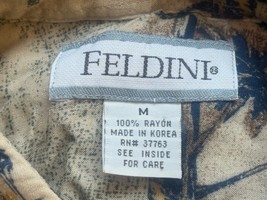 FELDINI®
M
100% RAYON
MADE IN KOREA
RN# 37763
SEE INSIDE
FOR CARE